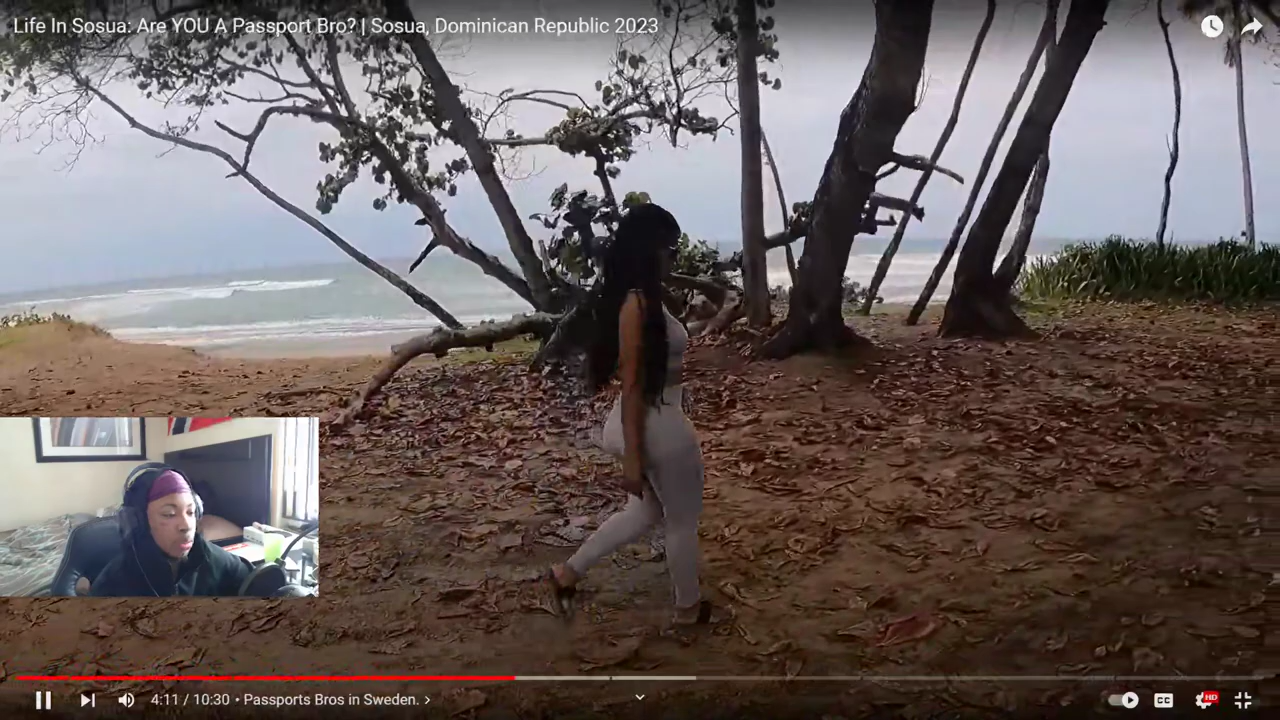 Life In Sosua: Are YOU A Passport Bro? | Sosua, Dominican Republic 2023
4:11 / 10:30 • Passports Bros in Sweden. >
CC
HD